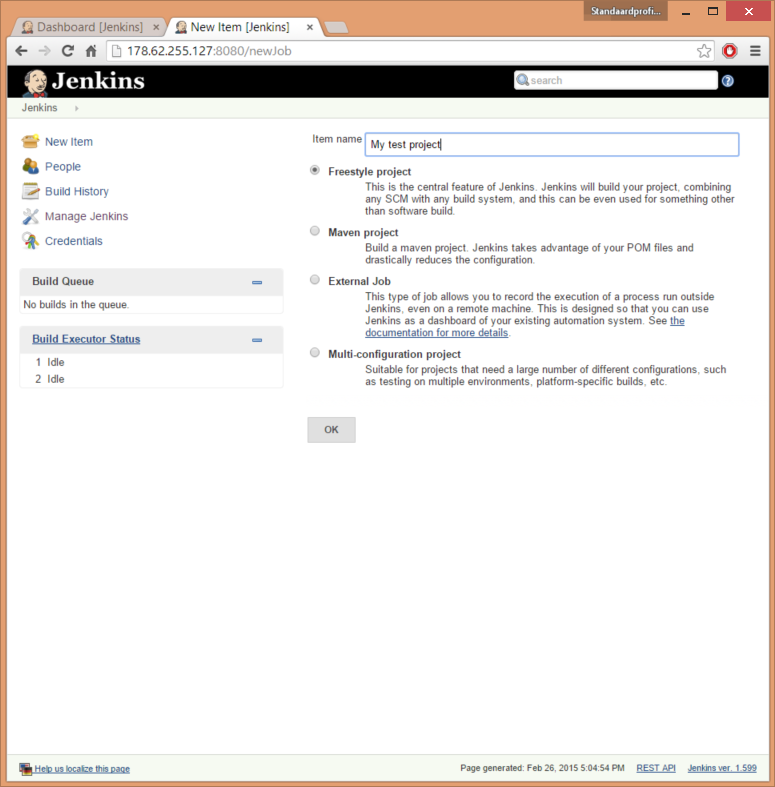 Standaardprofi...
Dashboard [Jenkins]
New Item [Jenkins]
178.62.255.127:8080/newJob
Jenkins
search
Jenkins
New Item
People
Build History
Manage Jenkins
Credentials
Build Queue
No builds in the queue.
Build Executor Status
1 Idle
2 Idle
Item name
My test project
Freestyle project
This is the central feature of Jenkins. Jenkins will build your project, combining
any SCM with any build system, and this can be even used for something other
than software build.
Maven project
Build a maven project. Jenkins takes advantage of your POM files and
drastically reduces the configuration.
External Job
This type of job allows you to record the execution of a process run outside
Jenkins, even on a remote machine. This is designed so that you can use
Jenkins as a dashboard of your existing automation system. See the
documentation for more details.
Multi-configuration project
Suitable for projects that need a large number of different configurations, such
as testing on multiple environments, platform-specific builds, etc.
OK
Help us localize this page
Page generated: Feb 26, 2015 5:04:54 PM
REST API
Jenkins ver. 1.599